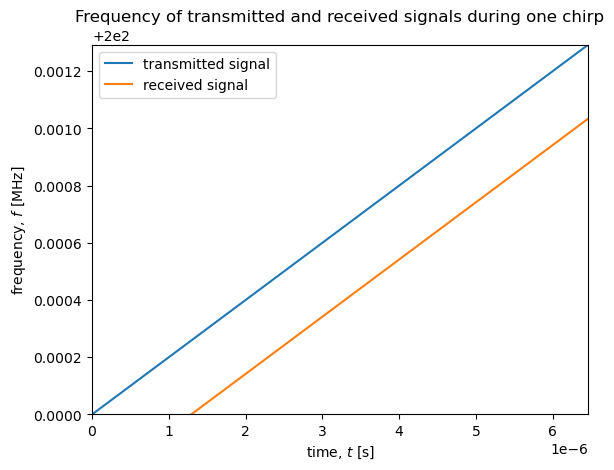 Frequency of transmitted and received signals during one chirp
+2e2
transmitted signal
received signal
0.0012
0.0010
0.0008
0.0006
0.0004
0.0002
0.0000
frequency, f [MHz]
0 1 2 3 4 5 6
1e−6
time, t [s]